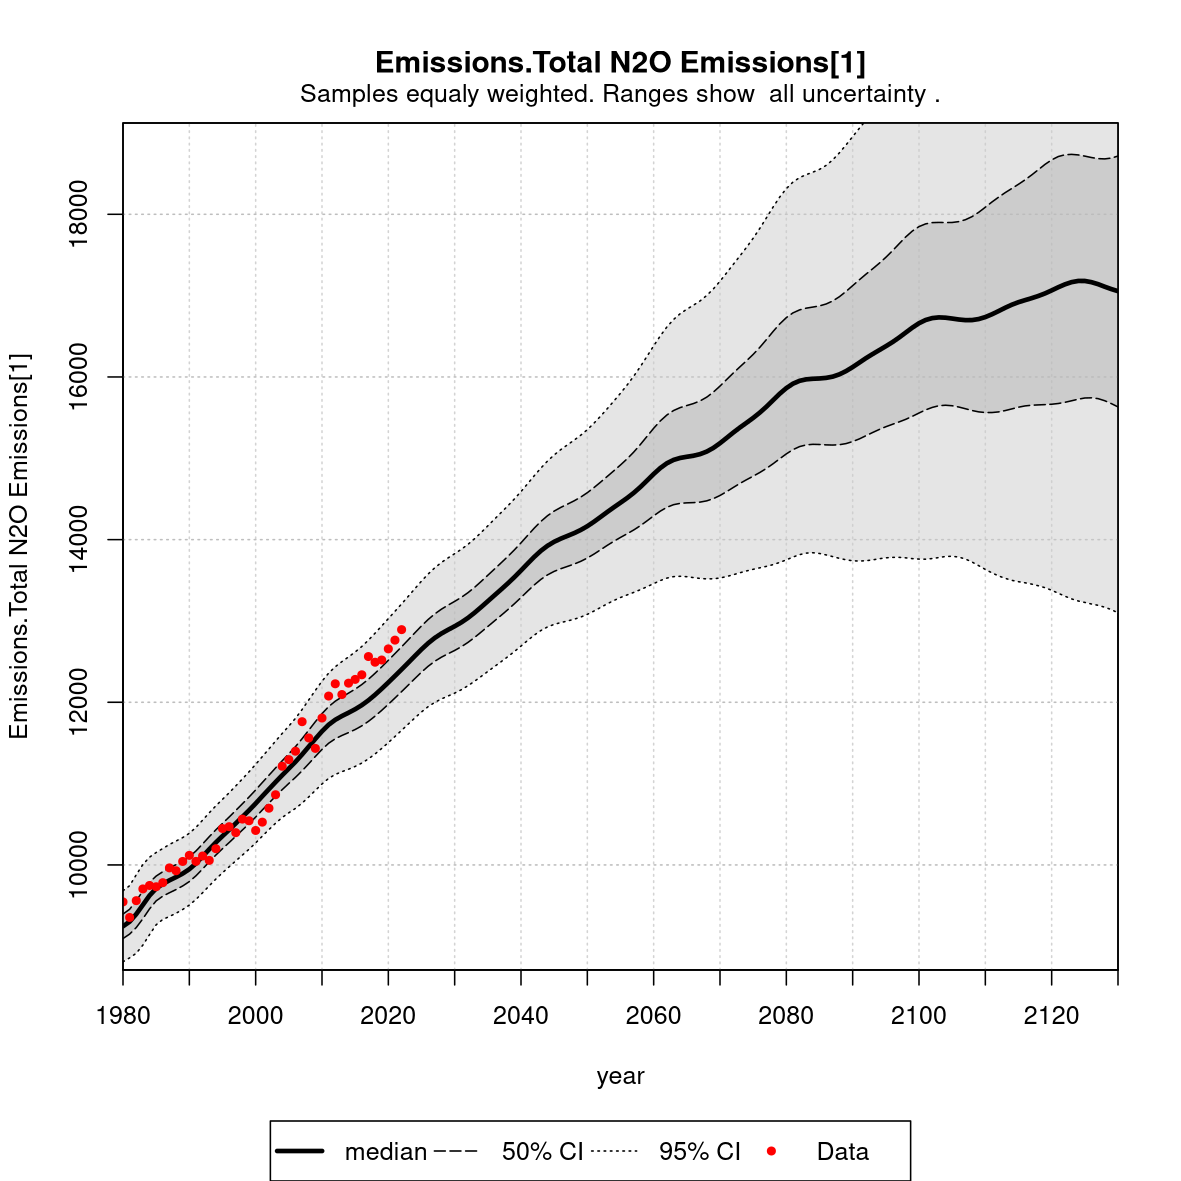 Emissions.Total N2O Emissions[1]
Samples equaly weighted. Ranges show  all uncertainty .
Emissions.Total N2O Emissions[1]
18000
16000
14000
12000
10000
1980 2000 2020 2040 2060 2080 2100 2120
year
median 50% CI 95% CI Data